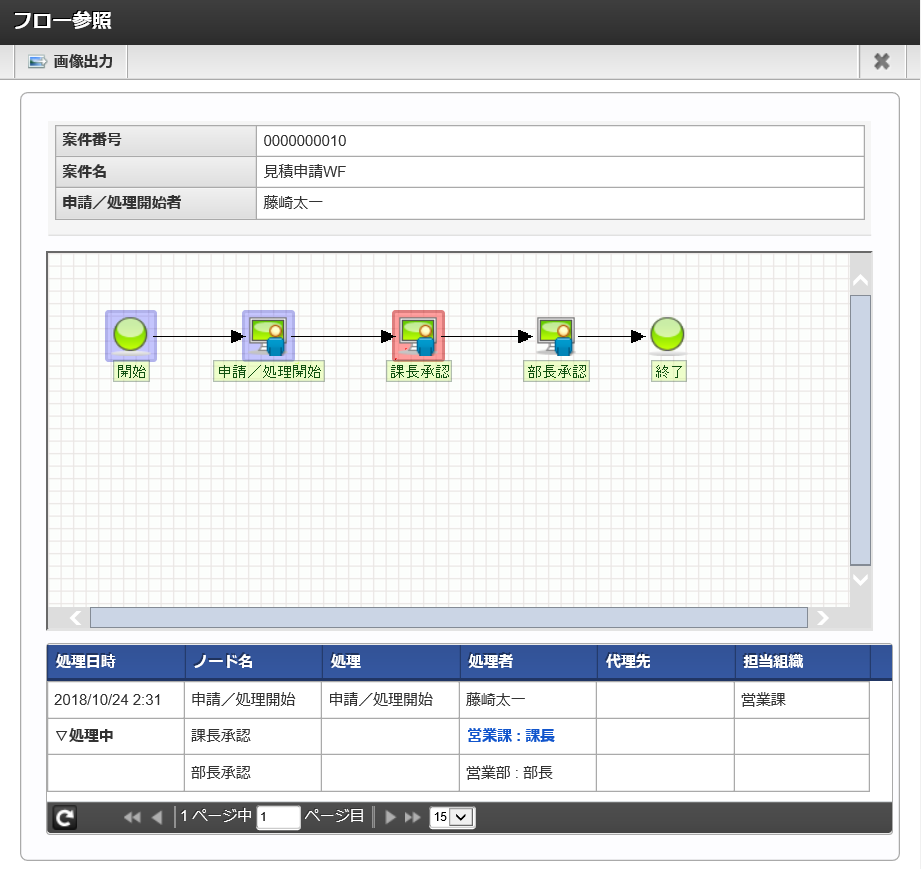 フロー参照
画像出力
案件番号 0000000010
案件名 見積申請WF
申請／処理開始者 藤崎太一
開始 申請／処理開始 課長承認 部長承認 終了
処理日時 ノード名 処理 処理者 代理先 担当組織
2018/10/24 2:31 申請／処理開始 申請／処理開始 藤崎太一 営業課
▽処理中 課長承認 営業課 : 課長
部長承認 営業部 : 部長
1 ページ中 1 ページ目 15